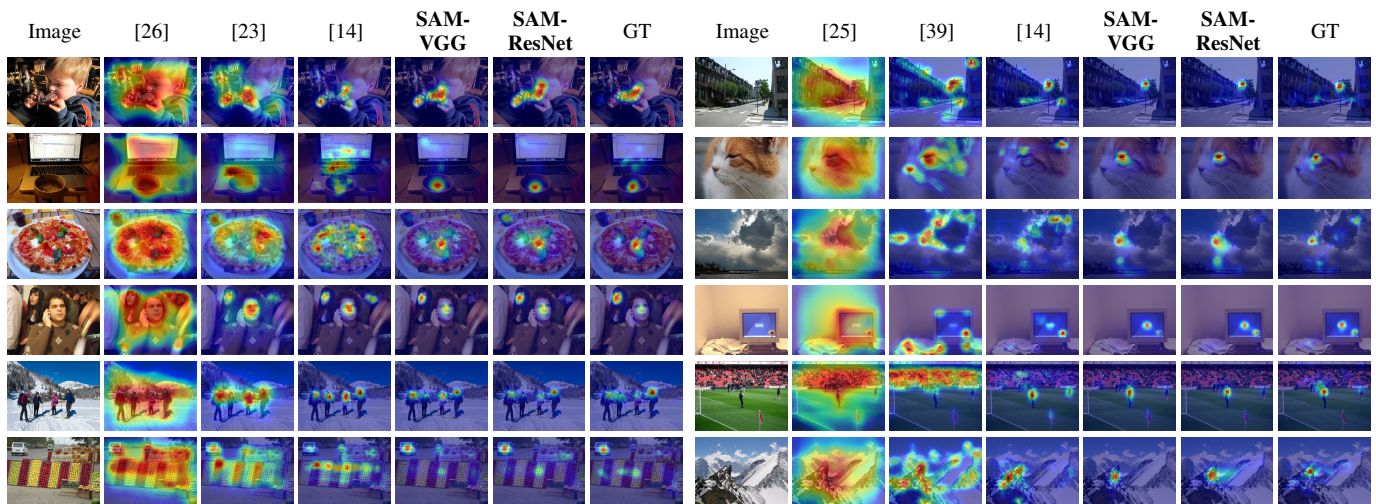 Image [26] [23] [14] SAM-VGG SAM-ResNet GT Image [25] [39] [14] SAM-VGG SAM-ResNet GT